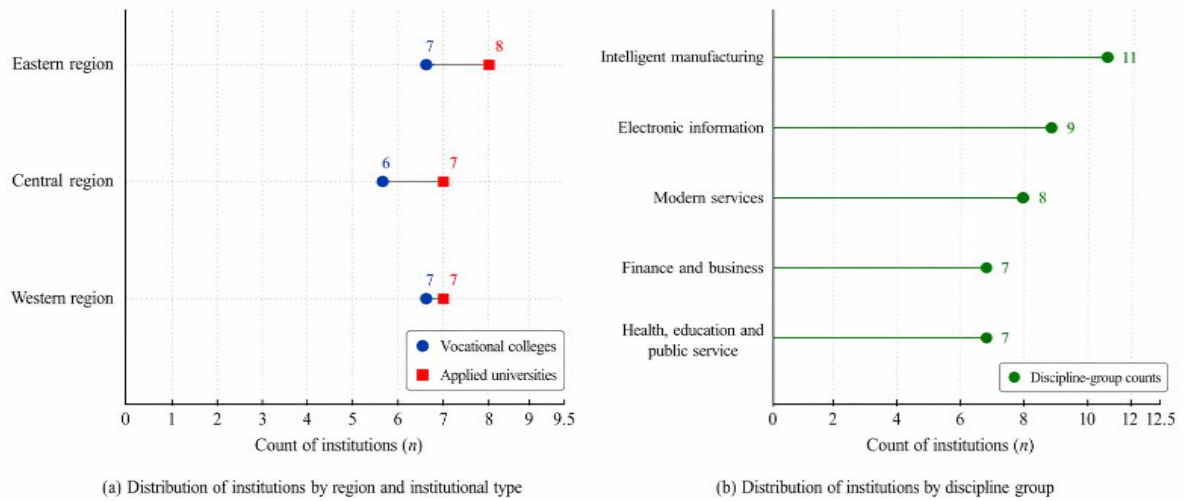 7 8
Eastern region
6 7
Central region
7 7
Western region
Vocational colleges
Applied universities
0 1 2 3 4 5 6 7 8 9 9.5
Count of institutions (n)
(a) Distribution of institutions by region and institutional type
Intelligent manufacturing 11
Electronic information 9
Modern services 8
Finance and business 7
Health, education and
public service 7
Discipline-group counts
0 2 4 6 8 10 12 12.5
Count of institutions (n)
(b) Distribution of institutions by discipline group